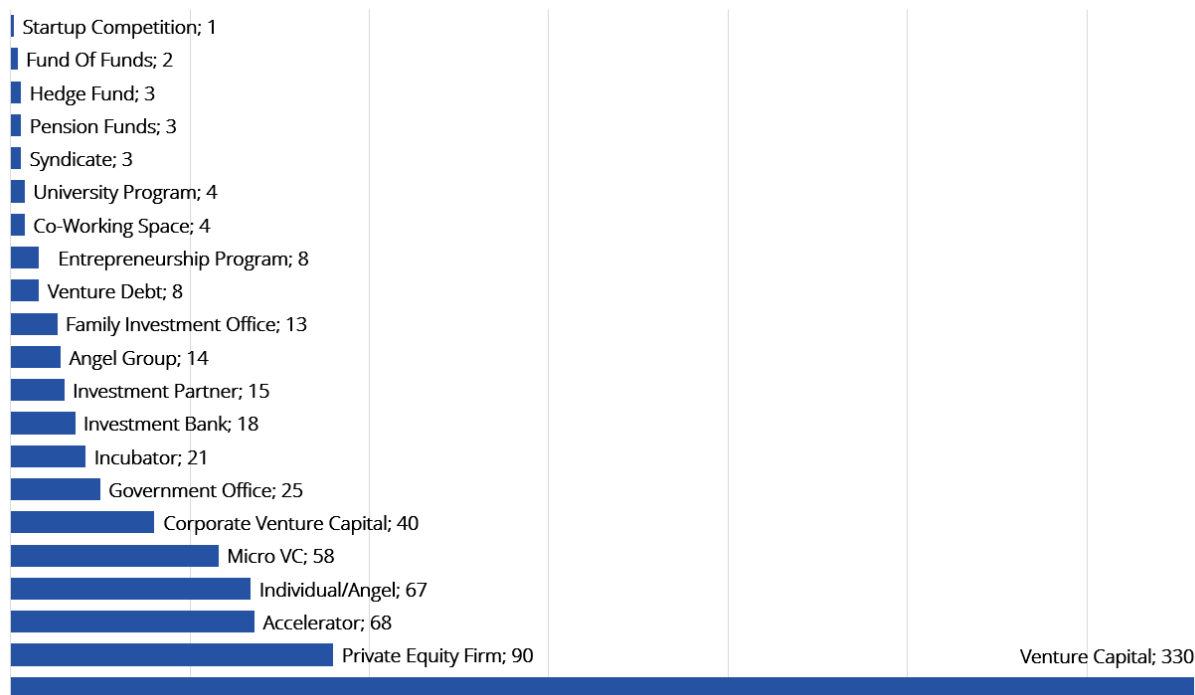 Startup Competition; 1
Fund Of Funds; 2
Hedge Fund; 3
Pension Funds; 3
Syndicate; 3
University Program; 4
Co-Working Space; 4
Entrepreneurship Program; 8
Venture Debt; 8
Family Investment Office; 13
Angel Group; 14
Investment Partner; 15
Investment Bank; 18
Incubator; 21
Government Office; 25
Corporate Venture Capital; 40
Micro VC; 58
Individual/Angel; 67
Accelerator; 68
Private Equity Firm; 90
Venture Capital; 330